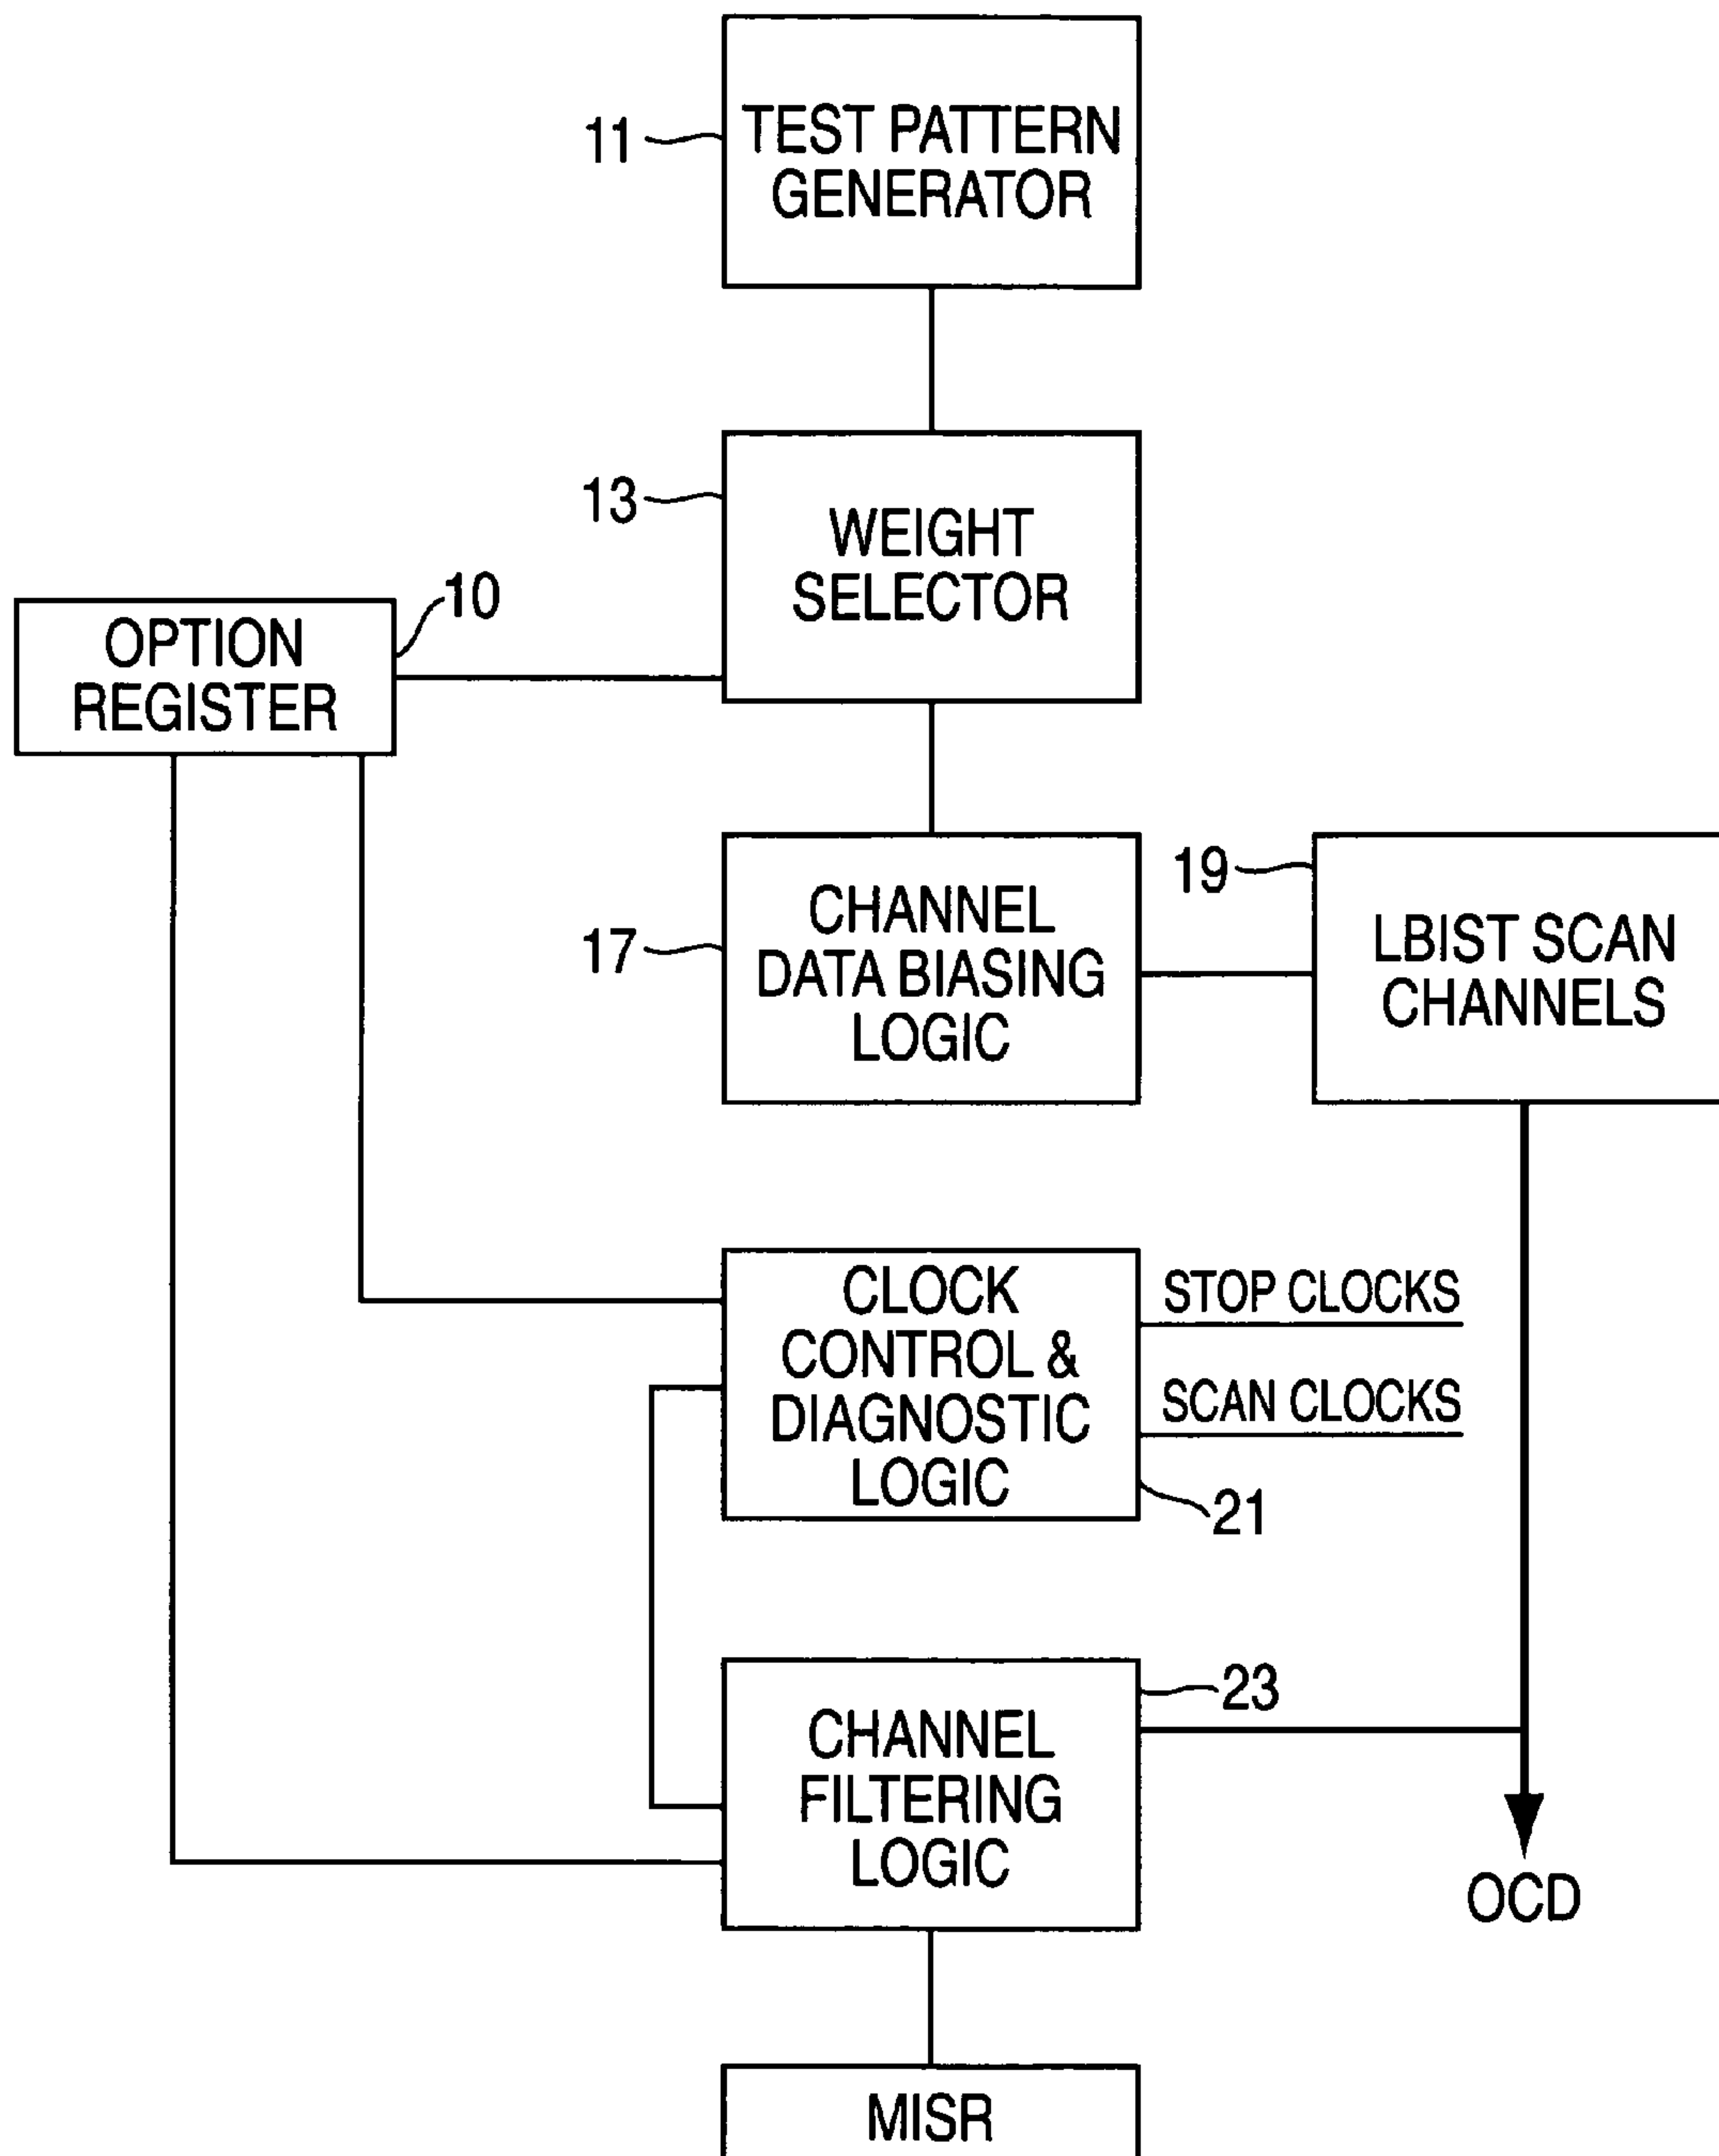 11
TEST PATTERN
GENERATOR
13
WEIGHT
SELECTOR
10
OPTION
REGISTER
17
CHANNEL
DATA BIASING
LOGIC
19
LBIST SCAN
CHANNELS
CLOCK
CONTROL &
DIAGNOSTIC
LOGIC
STOP CLOCKS
SCAN CLOCKS
21
23
CHANNEL
FILTERING
LOGIC
OCD
MISR